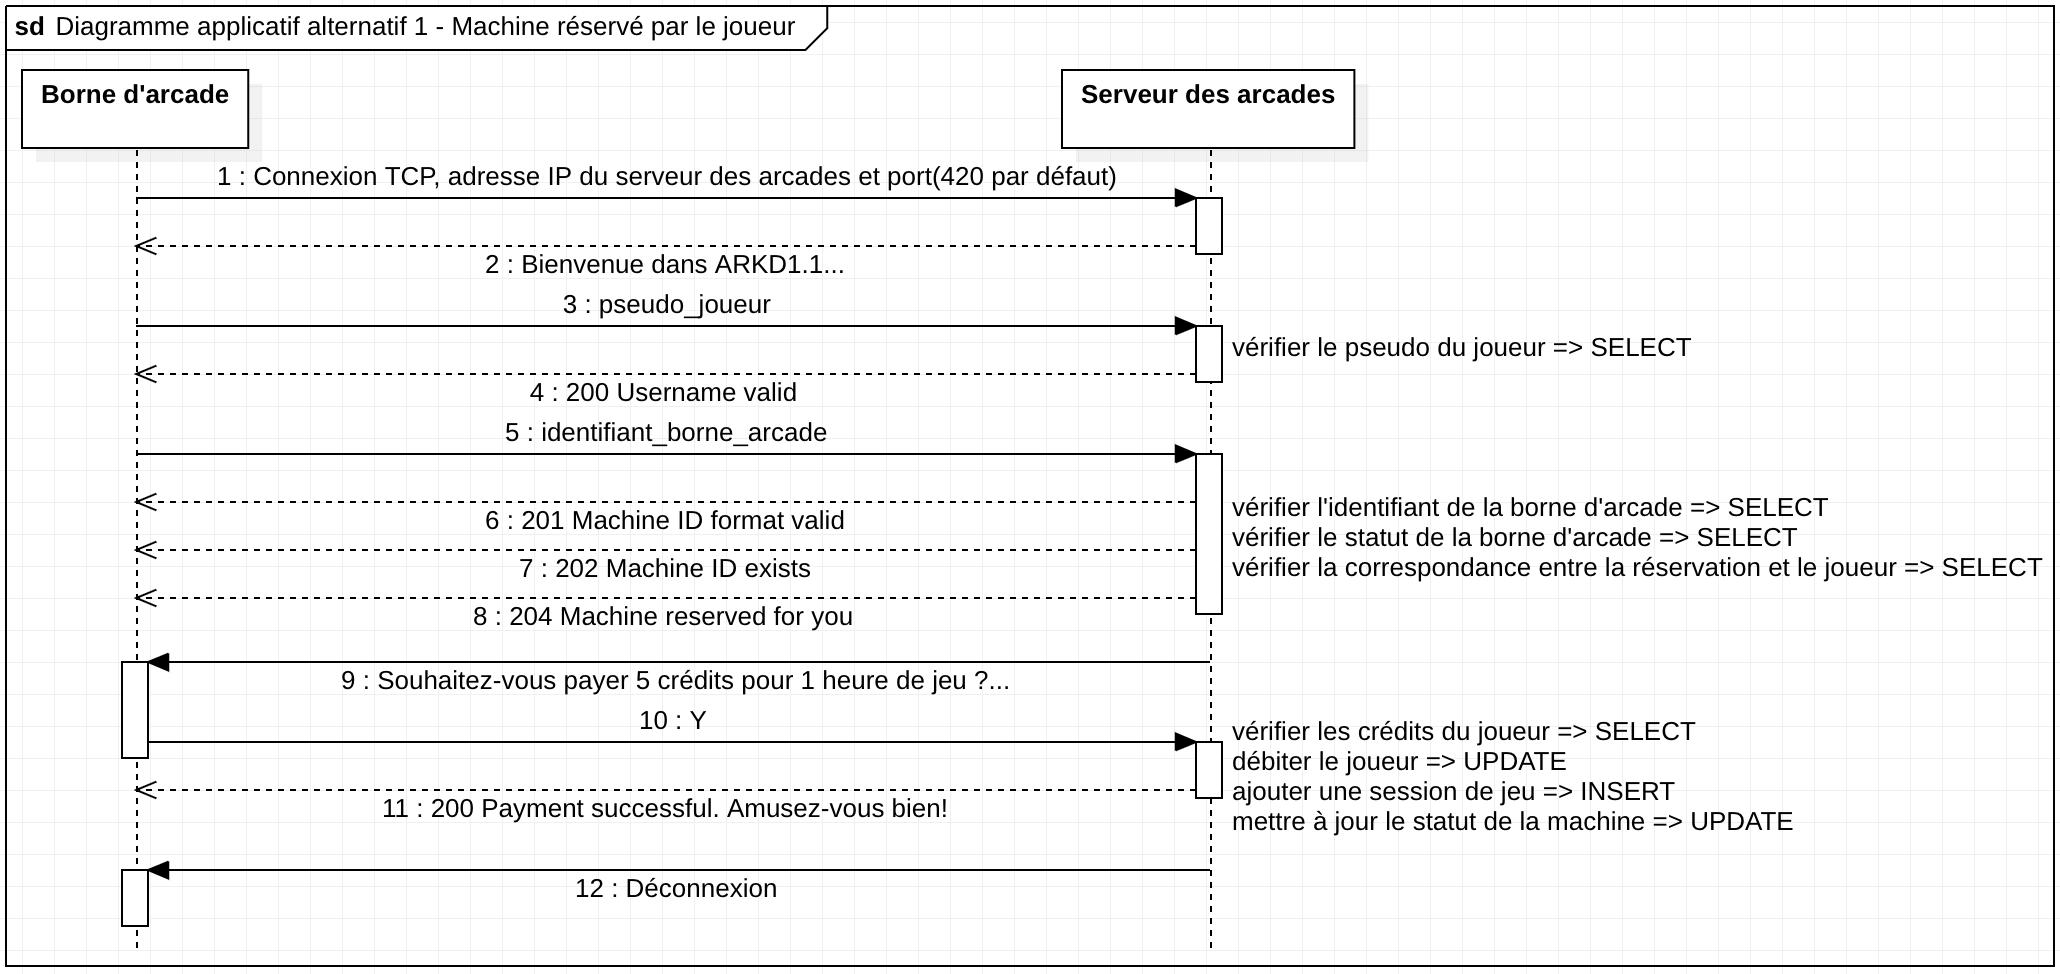 sd Diagramme applicatif alternatif 1 - Machine réservé par le joueur
Borne d'arcade
Serveur des arcades
1 : Connexion TCP, adresse IP du serveur des arcades et port(420 par défaut)
2 : Bienvenue dans ARKD1.1...
3 : pseudo_joueur
vérifier le pseudo du joueur => SELECT
4 : 200 Username valid
5 : identifiant_borne_arcade
6 : 201 Machine ID format valid
7 : 202 Machine ID exists
8 : 204 Machine reserved for you
vérifier l'identifiant de la borne d'arcade => SELECT
vérifier le statut de la borne d'arcade => SELECT
vérifier la correspondance entre la réservation et le joueur => SELECT
9 : Souhaitez-vous payer 5 crédits pour 1 heure de jeu ?...
10 : Y
vérifier les crédits du joueur => SELECT
débiter le joueur => UPDATE
ajouter une session de jeu => INSERT
mettre à jour le statut de la machine => UPDATE
11 : 200 Payment successful. Amusez-vous bien!
12 : Déconnexion